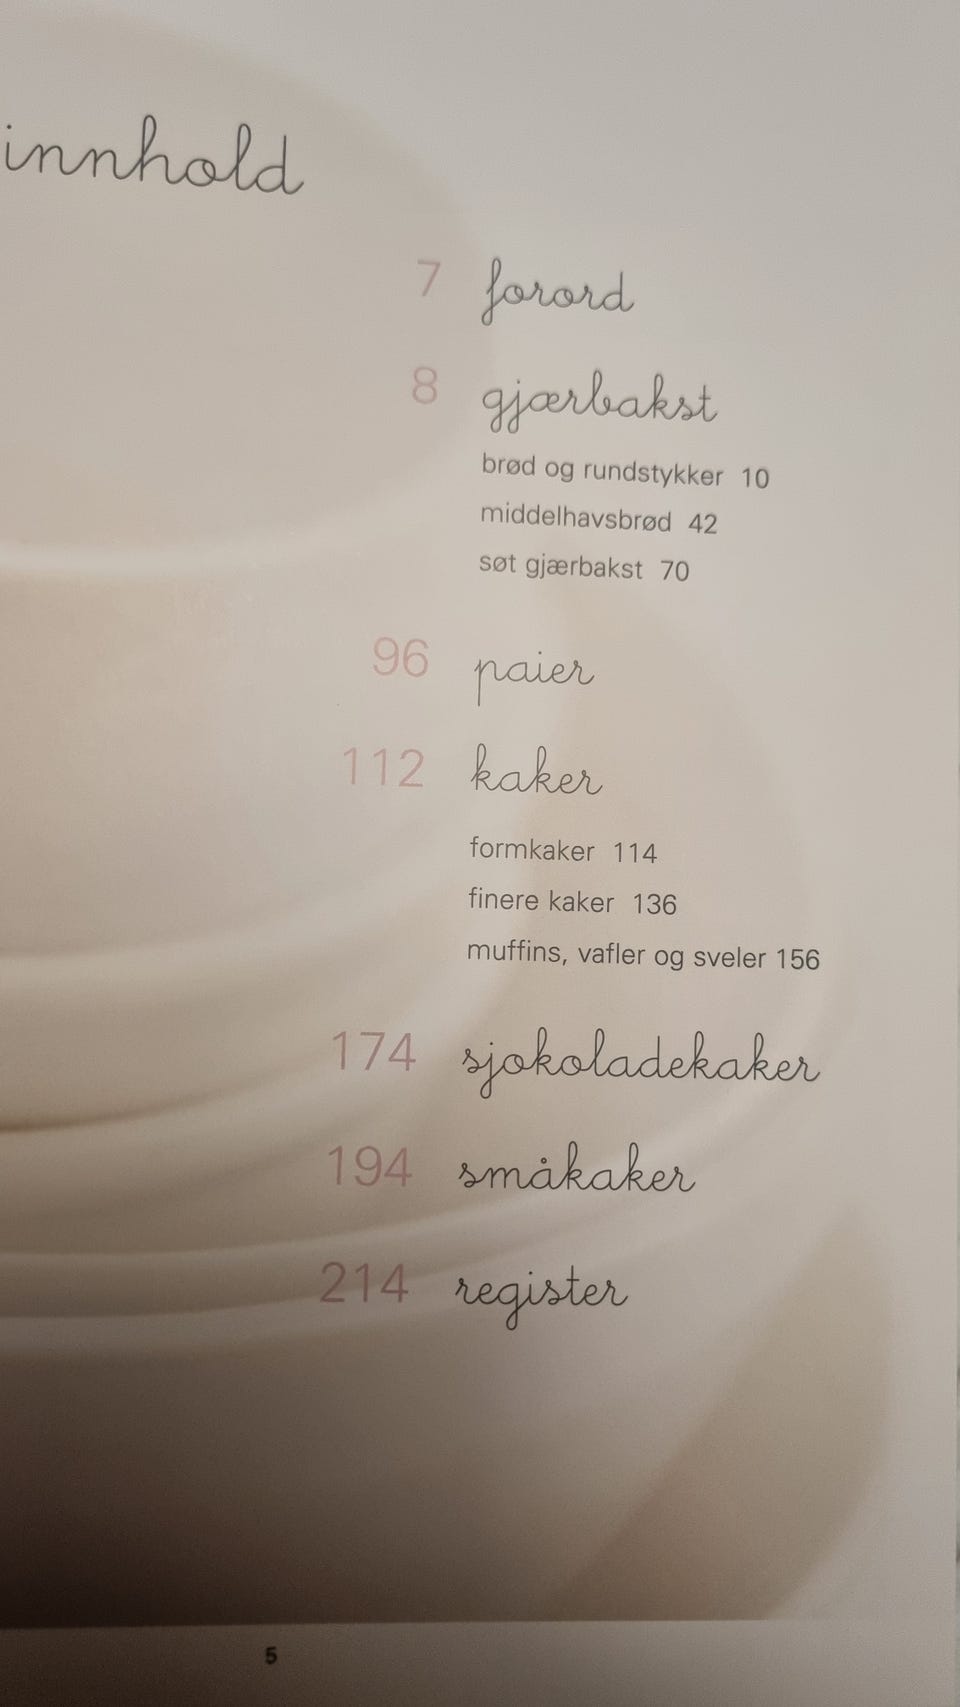 innhold
7 forord
8 gjærbakst
brød og rundstykker 10
middelhavsbrød 42
søt gjærbakst 70
96 paier
112 kaker
formkaker 114
finere kaker 136
muffins, vafler og sveler 156
174 sjokoladekaker
194 småkaker
214 register
5